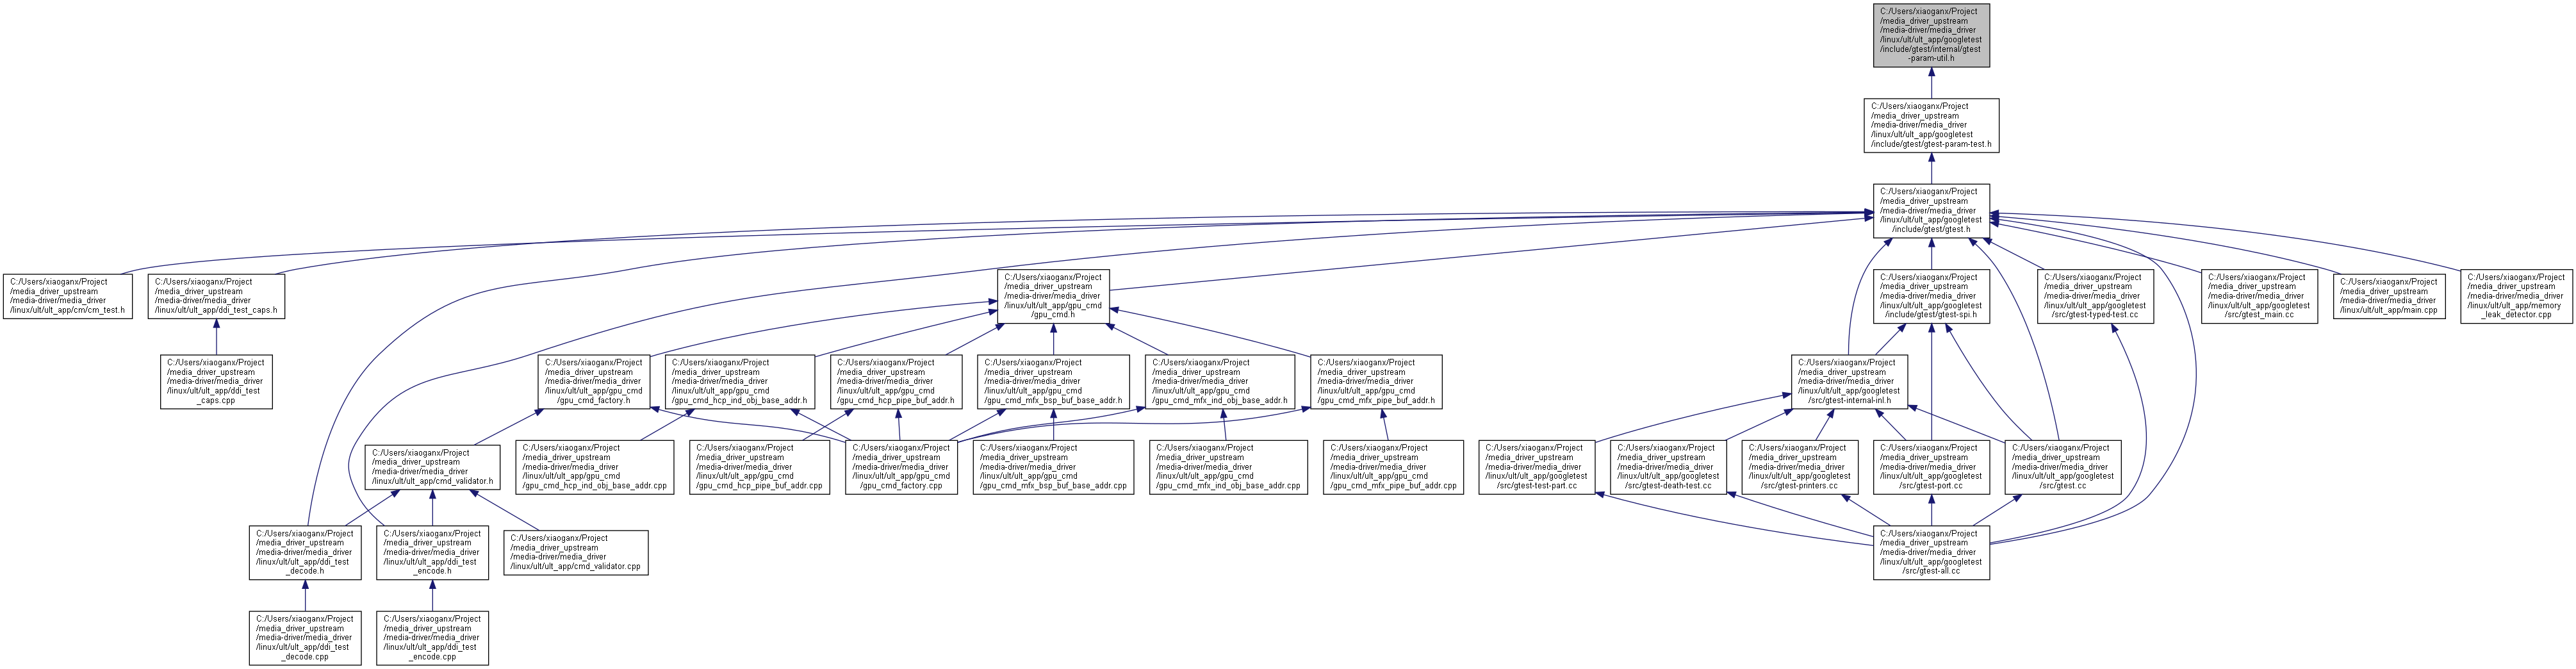 C:/Users/xiaoganx/Project
/media_driver_upstream
/media-driver/media_driver
/linux/ult/ult_app/googletest
/include/gtest/internal/gtest
-param-util.h
C:/Users/xiaoganx/Project
/media_driver_upstream
/media-driver/media_driver
/linux/ult/ult_app/googletest
/include/gtest/gtest-param-test.h
C:/Users/xiaoganx/Project
/media_driver_upstream
/media-driver/media_driver
/linux/ult/ult_app/googletest
/include/gtest/gtest.h
C:/Users/xiaoganx/Project
/media_driver_upstream
/media-driver/media_driver
/linux/ult/ult_app/cm/cm_test.h
C:/Users/xiaoganx/Project
/media_driver_upstream
/media-driver/media_driver
/linux/ult/ult_app/ddi_test_caps.h
C:/Users/xiaoganx/Project
/media_driver_upstream
/media-driver/media_driver
/linux/ult/ult_app/gpu_cmd
/gpu_cmd.h
C:/Users/xiaoganx/Project
/media_driver_upstream
/media-driver/media_driver
/linux/ult/ult_app/googletest
/include/gtest/gtest-spi.h
C:/Users/xiaoganx/Project
/media_driver_upstream
/media-driver/media_driver
/linux/ult/ult_app/googletest
/src/gtest-typed-test.cc
C:/Users/xiaoganx/Project
/media_driver_upstream
/media-driver/media_driver
/linux/ult/ult_app/googletest
/src/gtest_main.cc
C:/Users/xiaoganx/Project
/media_driver_upstream
/media-driver/media_driver
/linux/ult/ult_app/main.cpp
C:/Users/xiaoganx/Project
/media_driver_upstream
/media-driver/media_driver
/linux/ult/ult_app/memory
_leak_detector.cpp
C:/Users/xiaoganx/Project
/media_driver_upstream
/media-driver/media_driver
/linux/ult/ult_app/ddi_test
_caps.cpp
C:/Users/xiaoganx/Project
/media_driver_upstream
/media-driver/media_driver
/linux/ult/ult_app/gpu_cmd
/gpu_cmd_factory.h
C:/Users/xiaoganx/Project
/media_driver_upstream
/media-driver/media_driver
/linux/ult/ult_app/gpu_cmd
/gpu_cmd_hcp_ind_obj_base_addr.h
C:/Users/xiaoganx/Project
/media_driver_upstream
/media-driver/media_driver
/linux/ult/ult_app/gpu_cmd
/gpu_cmd_hcp_pipe_buf_addr.h
C:/Users/xiaoganx/Project
/media_driver_upstream
/media-driver/media_driver
/linux/ult/ult_app/gpu_cmd
/gpu_cmd_mfx_bsp_buf_base_addr.h
C:/Users/xiaoganx/Project
/media_driver_upstream
/media-driver/media_driver
/linux/ult/ult_app/gpu_cmd
/gpu_cmd_mfx_ind_obj_base_addr.h
C:/Users/xiaoganx/Project
/media_driver_upstream
/media-driver/media_driver
/linux/ult/ult_app/gpu_cmd
/gpu_cmd_mfx_pipe_buf_addr.h
C:/Users/xiaoganx/Project
/media_driver_upstream
/media-driver/media_driver
/linux/ult/ult_app/googletest
/src/gtest-internal-inl.h
C:/Users/xiaoganx/Project
/media_driver_upstream
/media-driver/media_driver
/linux/ult/ult_app/cmd_validator.h
C:/Users/xiaoganx/Project
/media_driver_upstream
/media-driver/media_driver
/linux/ult/ult_app/gpu_cmd
/gpu_cmd_hcp_ind_obj_base_addr.cpp
C:/Users/xiaoganx/Project
/media_driver_upstream
/media-driver/media_driver
/linux/ult/ult_app/gpu_cmd
/gpu_cmd_hcp_pipe_buf_addr.cpp
C:/Users/xiaoganx/Project
/media_driver_upstream
/media-driver/media_driver
/linux/ult/ult_app/gpu_cmd
/gpu_cmd_factory.cpp
C:/Users/xiaoganx/Project
/media_driver_upstream
/media-driver/media_driver
/linux/ult/ult_app/gpu_cmd
/gpu_cmd_mfx_bsp_buf_base_addr.cpp
C:/Users/xiaoganx/Project
/media_driver_upstream
/media-driver/media_driver
/linux/ult/ult_app/gpu_cmd
/gpu_cmd_mfx_ind_obj_base_addr.cpp
C:/Users/xiaoganx/Project
/media_driver_upstream
/media-driver/media_driver
/linux/ult/ult_app/gpu_cmd
/gpu_cmd_mfx_pipe_buf_addr.cpp
C:/Users/xiaoganx/Project
/media_driver_upstream
/media-driver/media_driver
/linux/ult/ult_app/googletest
/src/gtest-test-part.cc
C:/Users/xiaoganx/Project
/media_driver_upstream
/media-driver/media_driver
/linux/ult/ult_app/googletest
/src/gtest-death-test.cc
C:/Users/xiaoganx/Project
/media_driver_upstream
/media-driver/media_driver
/linux/ult/ult_app/googletest
/src/gtest-printers.cc
C:/Users/xiaoganx/Project
/media_driver_upstream
/media-driver/media_driver
/linux/ult/ult_app/googletest
/src/gtest-port.cc
C:/Users/xiaoganx/Project
/media_driver_upstream
/media-driver/media_driver
/linux/ult/ult_app/googletest
/src/gtest.cc
C:/Users/xiaoganx/Project
/media_driver_upstream
/media-driver/media_driver
/linux/ult/ult_app/ddi_test
_decode.h
C:/Users/xiaoganx/Project
/media_driver_upstream
/media-driver/media_driver
/linux/ult/ult_app/ddi_test
_encode.h
C:/Users/xiaoganx/Project
/media_driver_upstream
/media-driver/media_driver
/linux/ult/ult_app/cmd_validator.cpp
C:/Users/xiaoganx/Project
/media_driver_upstream
/media-driver/media_driver
/linux/ult/ult_app/googletest
/src/gtest-all.cc
C:/Users/xiaoganx/Project
/media_driver_upstream
/media-driver/media_driver
/linux/ult/ult_app/ddi_test
_decode.cpp
C:/Users/xiaoganx/Project
/media_driver_upstream
/media-driver/media_driver
/linux/ult/ult_app/ddi_test
_encode.cpp